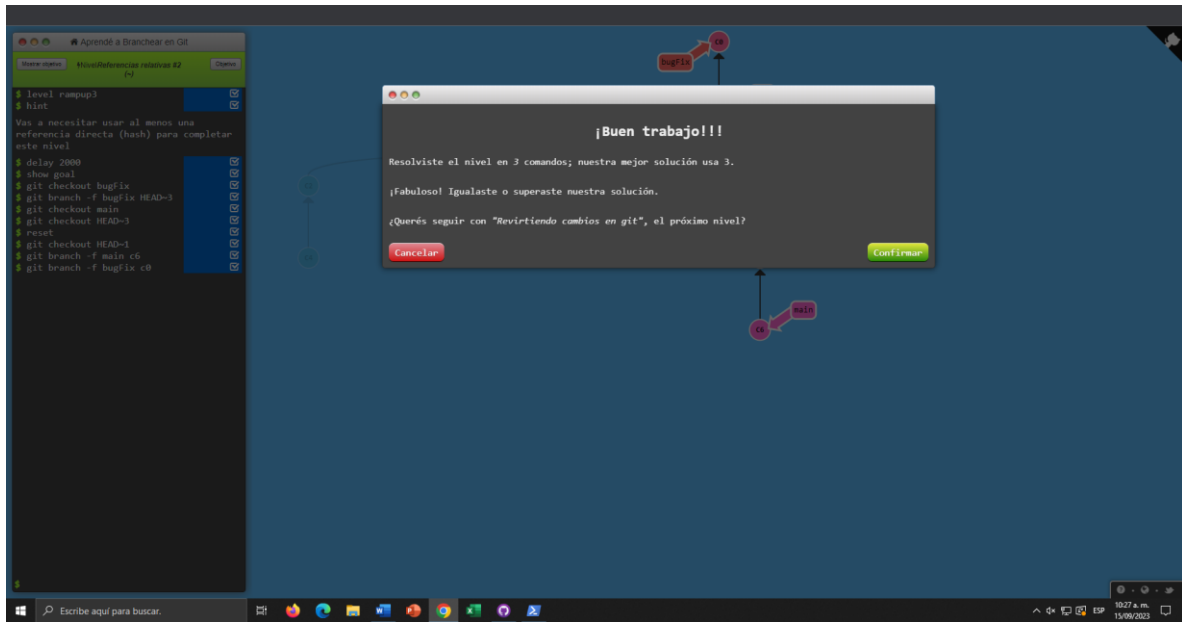 Aprendé a Branchear en Git
Mostrar objetivo
Nivel Referencias relativas #2
(~)
Objetivo
$ level rampup3
$ hint
Vas a necesitar usar al menos una
referencia directa (hash) para completar
este nivel
$ delay 2000
$ show goal
$ git checkout bugFix
$ git branch -f bugFix HEAD~3
$ git checkout main
$ git checkout HEAD~3
$ reset
$ git checkout HEAD~1
$ git branch -f main c6
$ git branch -f bugFix c0
$
c0
bugFix
¡Buen trabajo!!!
Resolviste el nivel en 3 comandos; nuestra mejor solución usa 3.
¡Fabuloso! Igualaste o superaste nuestra solución.
¿Querés seguir con "Revirtiendo cambios en git", el próximo nivel?
Cancelar
Confirmar
main
c6
Escribe aquí para buscar.
ESP
10:27 a. m.
15/09/2023